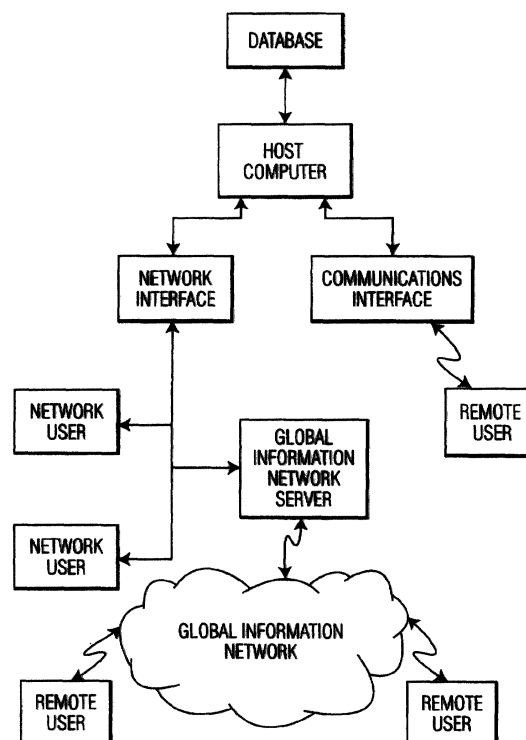 DATABASE
HOST
COMPUTER
NETWORK
INTERFACE
COMMUNICATIONS
INTERFACE
NETWORK
USER
GLOBAL
INFORMATION
NETWORK
SERVER
REMOTE
USER
NETWORK
USER
GLOBAL INFORMATION
NETWORK
REMOTE
USER
REMOTE
USER